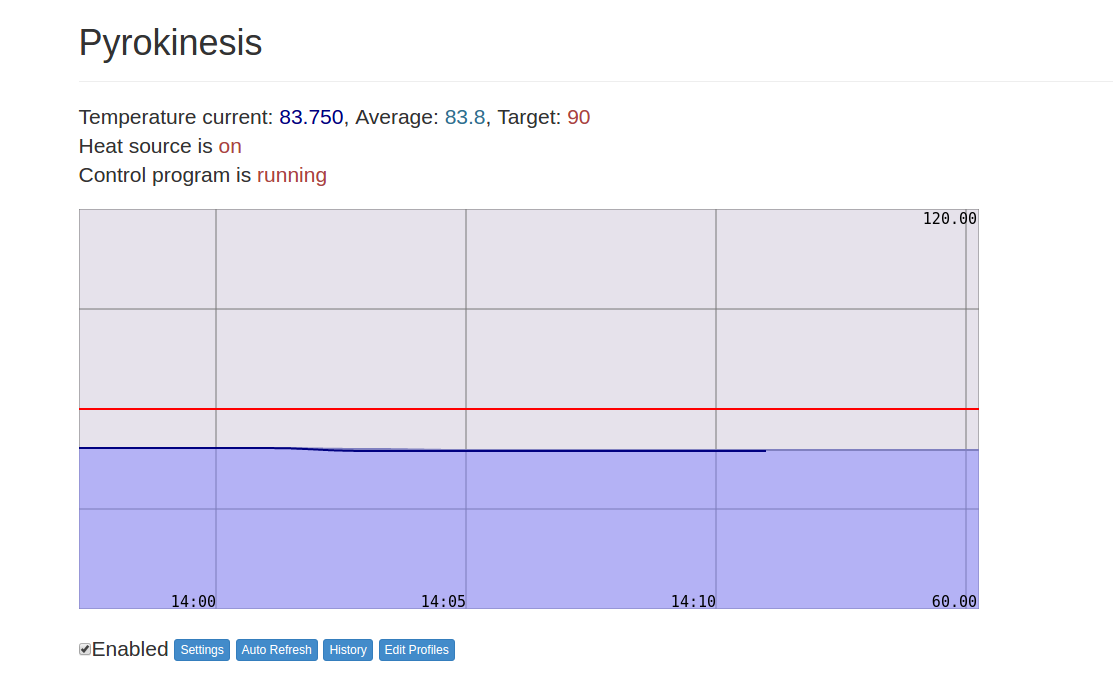 Pyrokinesis
Temperature current: 83.750, Average: 83.8, Target: 90
Heat source is on
Control program is running
120.00
14:00 14:05 14:10 60.00
Enabled Settings Auto Refresh History Edit Profiles